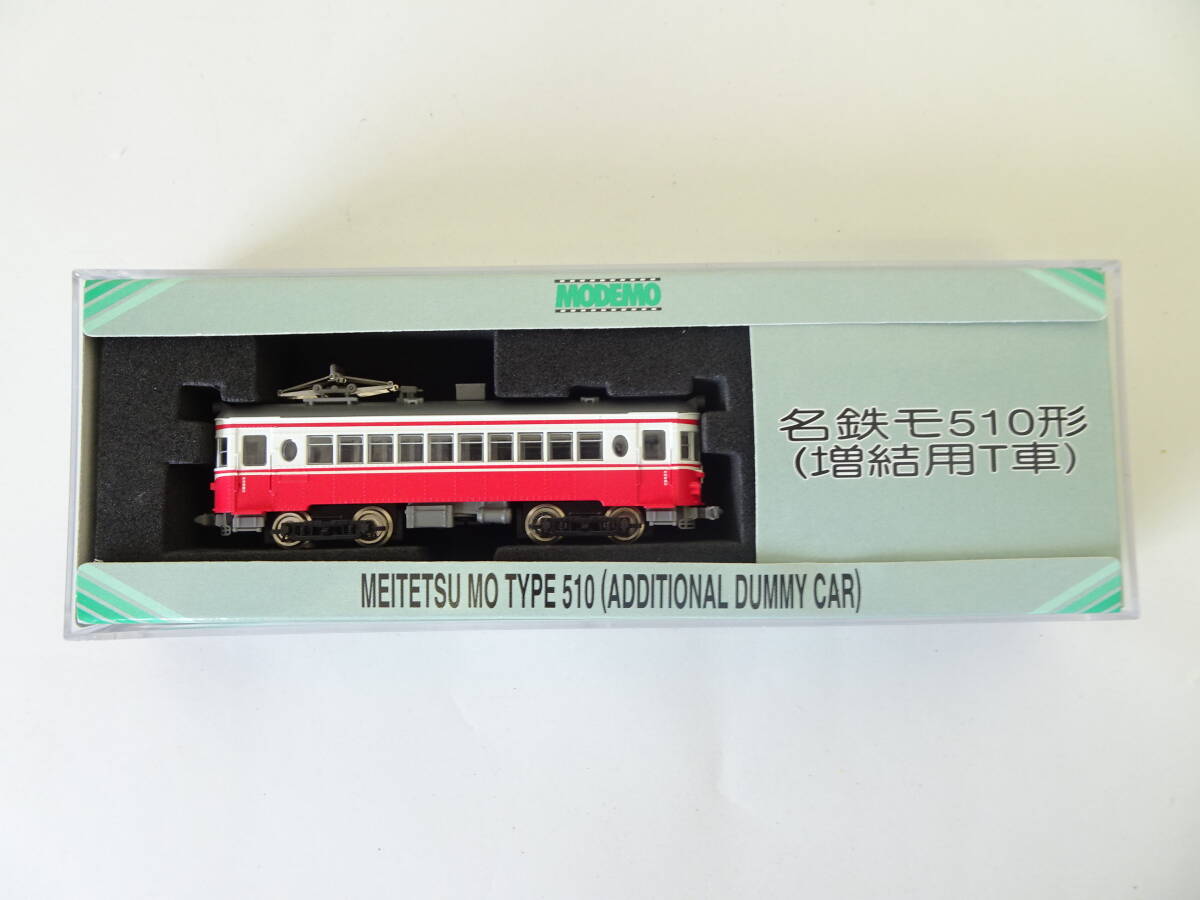 MODEMO
名鉄モ510形
(増結用T車)
MEITETSU MO TYPE 510 (ADDITIONAL DUMMY CAR)